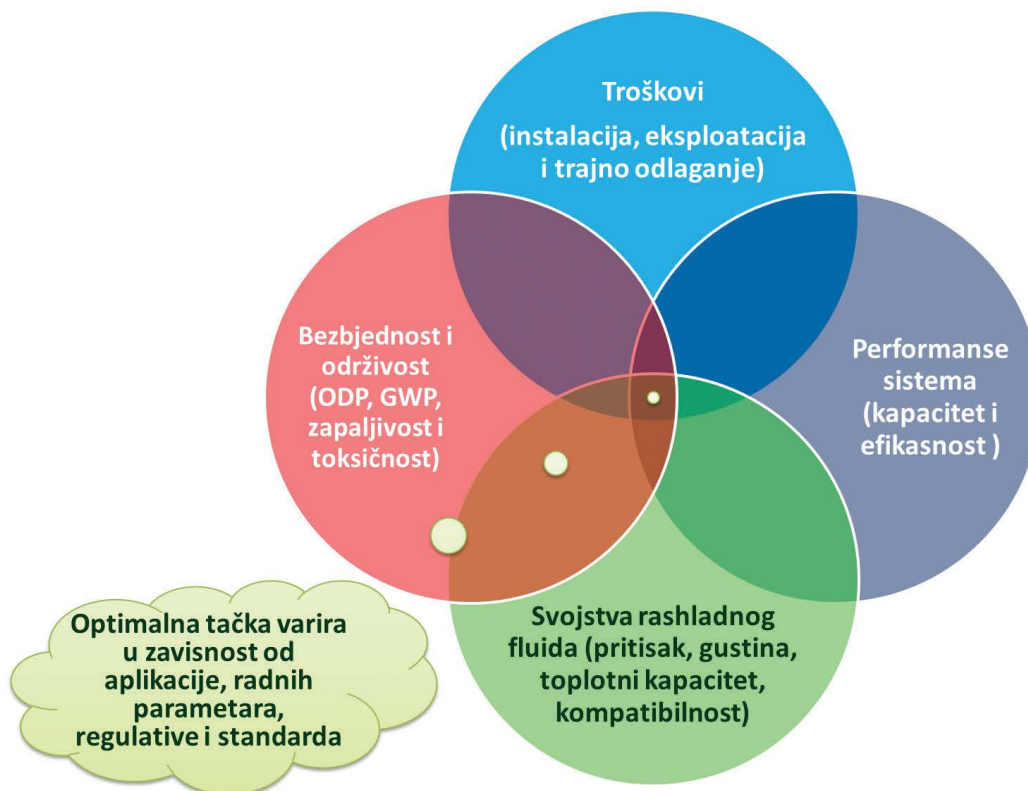 Troškovi
(instalacija, eksploatacija
i trajno odlaganje)
Bezbjednost i
održivost
(ODP, GWP,
zapaljivost i
toksičnost)
Performanse
sistema
(kapacitet i
efikasnost )
Svojstva rashladnog
fluida (pritisak, gustina,
toplotni kapacitet,
kompatibilnost)
Optimalna tačka varira
u zavisnost od
aplikacije, radnih
parametara,
regulative i standarda